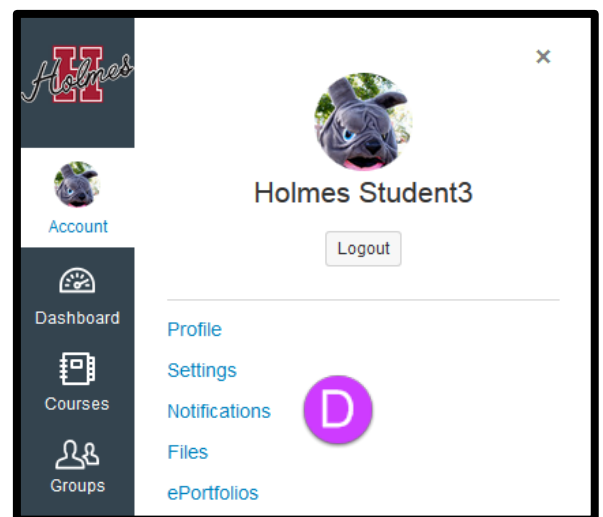 H
Holmes
×
Holmes Student3
Account
Logout
Dashboard
Profile
Settings
Courses
Notifications
D
Files
Groups
ePortfolios